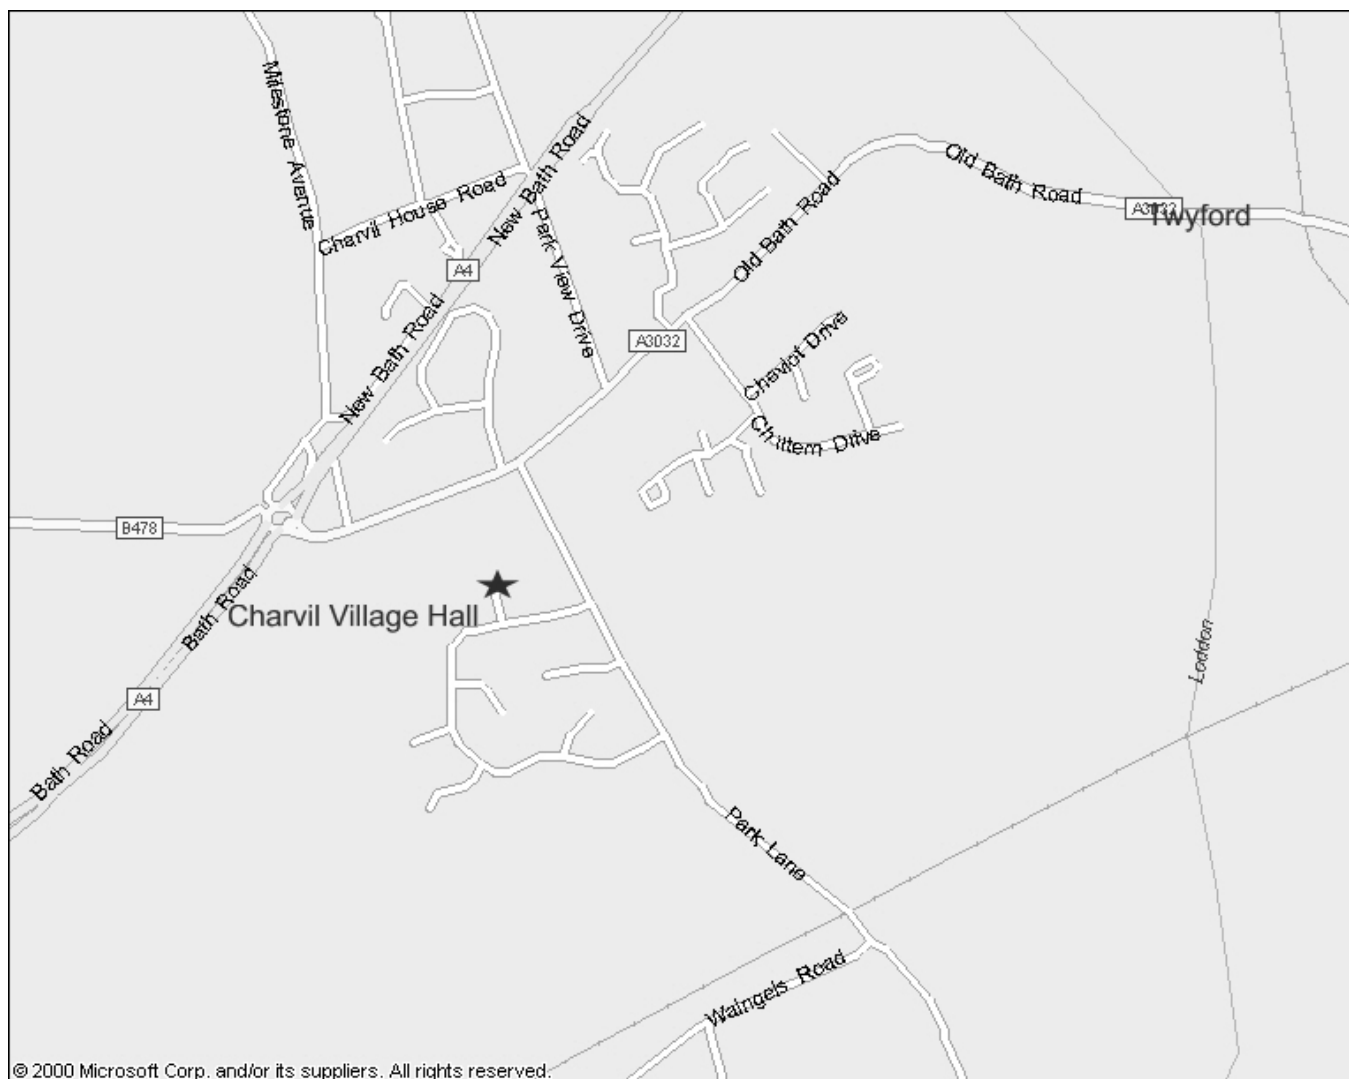 Milestone Avenue
Charvil House Road
New Bath Road
Park View Drive
Old Bath Road
Old Bath Road
A3032
Twyford
A4
New Bath Road
A3032
Cheviot Drive
Chiltern Drive
B478
Bath Road
Charvil Village Hall
Loddon
A4
Bath Road
Park Lane
Waingels Road
© 2000 Microsoft Corp. and/or its suppliers. All rights reserved.